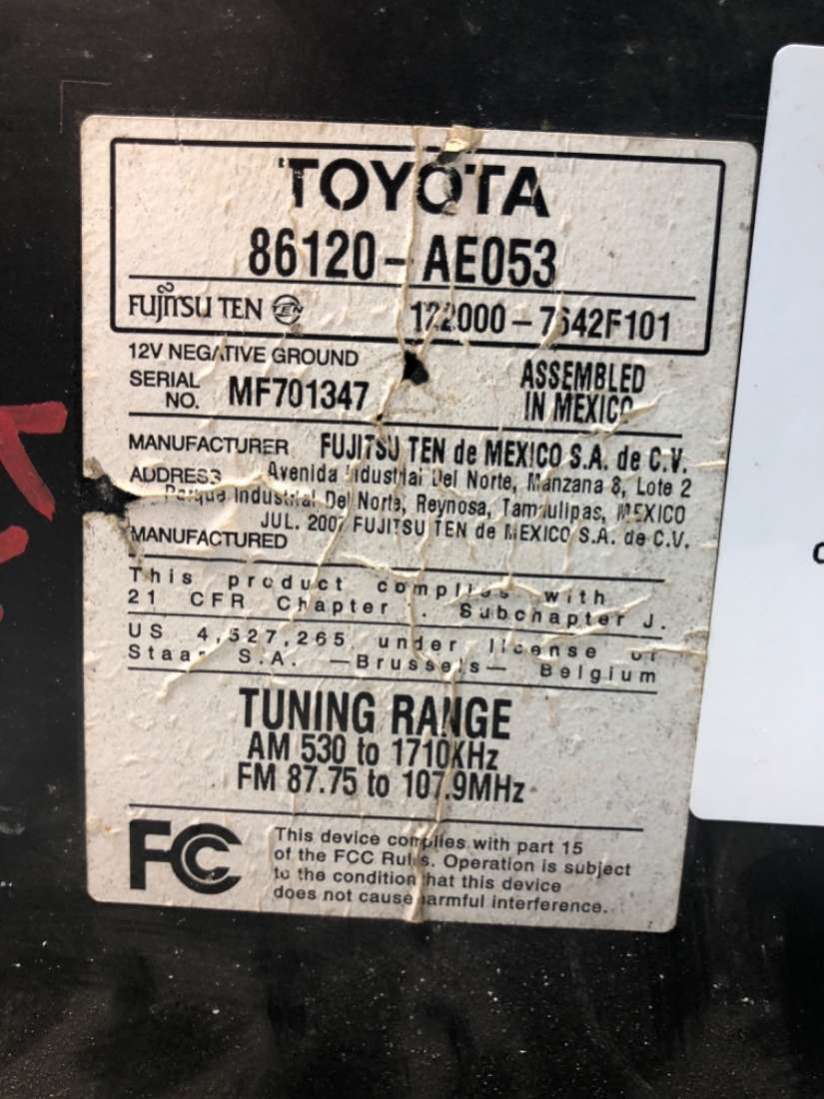 TOYOTA
86120-AE053
FUJITSU TEN TEN 122000-7642F101
12V NEGATIVE GROUND
SERIAL NO. MF701347 ASSEMBLED IN MEXICO
MANUFACTURER FUJITSU TEN de MEXICO S.A. de C.V.
ADDRESS Avenida Industrial Del Norte, Manzana 8, Lote 2
Parque Industrial Del Norte, Reynosa, Tamaulipas, MEXICO
JUL. 2007 FUJITSU TEN de MEXICO S.A. de C.V.
MANUFACTURED
This product complies with
21 CFR Chapter . Subchapter J.
US 4,527,265 under license of
Staar S.A. —Brussels— Belgium
TUNING RANGE
AM 530 to 1710KHz
FM 87.75 to 107.9MHz
FC This device complies with part 15
of the FCC Rules. Operation is subject
to the condition that this device
does not cause harmful interference.